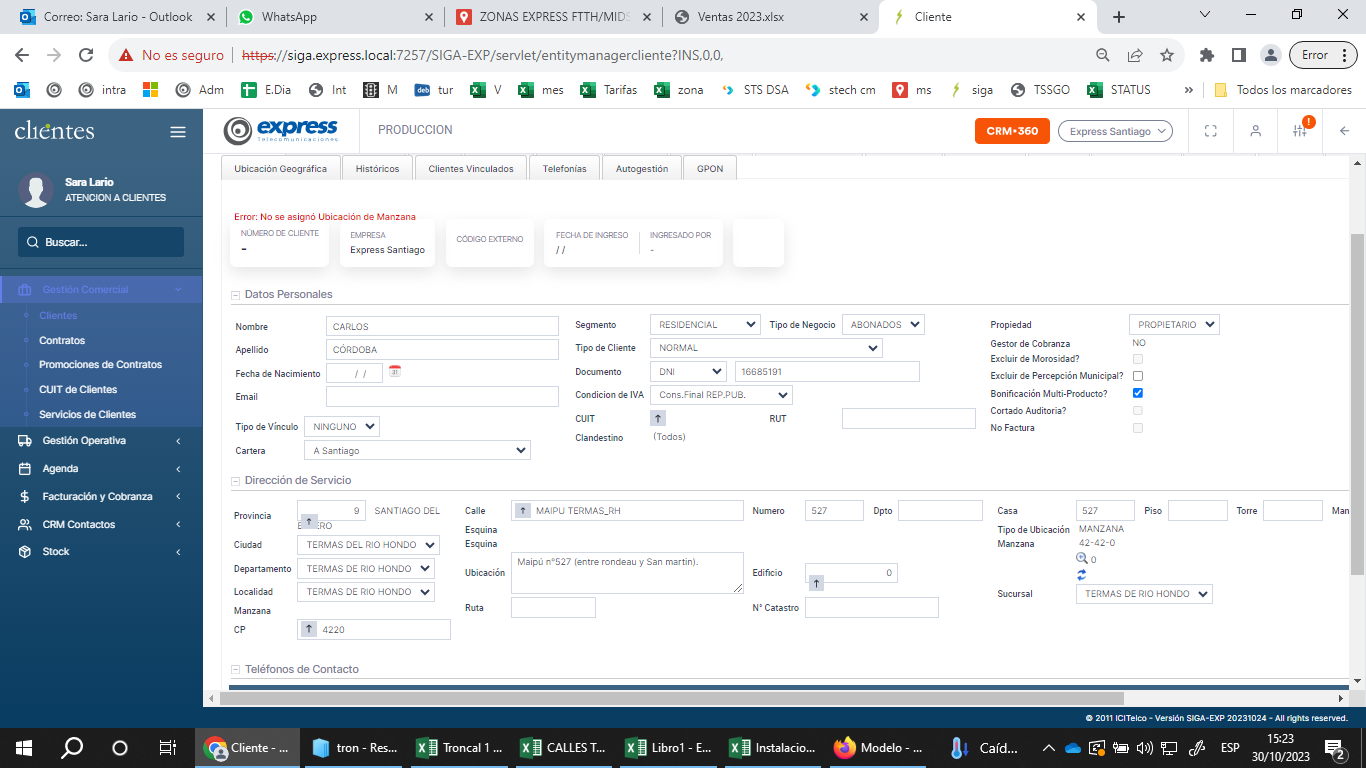 Correo: Sara Lario - Outlook
WhatsApp
ZONAS EXPRESS FTTH/MIDS
Ventas 2023.xlsx
Cliente
No es seguro
https://siga.express.local:7257/SIGA-EXP/servlet/entitymanagercliente?INS,0,0,
Error
intra
Adm
E.Dia
Int
M
deb
tur
V
mes
Tarifas
zona
STS DSA
stech cm
ms
siga
TSSGO
STATUS
»
Todos los marcadores
clientes
express
Telecomunicaciones
PRODUCCION
CRM+360
Express Santiago
Sara Lario
ATENCION A CLIENTES
Buscar...
Gestión Comercial
Clientes
Contratos
Promociones de Contratos
CUIT de Clientes
Servicios de Clientes
Gestión Operativa
Agenda
Facturación y Cobranza
CRM Contactos
Stock
Ubicación Geográfica
Históricos
Clientes Vinculados
Telefonías
Autogestión
GPON
Error: No se asignó Ubicación de Manzana
NÚMERO DE CLIENTE
-
EMPRESA
Express Santiago
CÓDIGO EXTERNO
FECHA DE INGRESO
/ /
INGRESADO POR
-
Datos Personales
Nombre CARLOS
Apellido CÓRDOBA
Fecha de Nacimiento / /
Email
Tipo de Vínculo NINGUNO
Cartera A Santiago
Segmento RESIDENCIAL Tipo de Negocio ABONADOS
Tipo de Cliente NORMAL
Documento DNI 16685191
Condicion de IVA Cons.Final REP.PUB.
CUIT RUT
Clandestino (Todos)
Propiedad PROPIETARIO
Gestor de Cobranza NO
Excluir de Morosidad?
Excluir de Percepción Municipal?
Bonificación Multi-Producto?
Cortado Auditoria?
No Factura
Dirección de Servicio
Provincia 9 SANTIAGO DEL
Ciudad TERMAS DEL RIO HONDO
Departamento TERMAS DE RIO HONDO
Localidad TERMAS DE RIO HONDO
Manzana
CP 4220
Calle MAIPU TERMAS_RH
Esquina
Esquina
Ubicación Maipú n°527 (entre rondeau y San martin).
Ruta
Numero 527 Dpto
Edificio 0
N° Catastro
Casa 527 Piso Torre Man
Tipo de Ubicación MANZANA
Manzana 42-42-0
0
Sucursal TERMAS DE RIO HONDO
Teléfonos de Contacto
© 2011 ICITelco - Versión SIGA-EXP 20231024 - All rights reserved.
Cliente - ...
tron - Res...
Troncal 1 ...
CALLES T...
Libro1 - E...
Instalacio...
Modelo - ...
Caíd...
ESP
15:23
30/10/2023
2